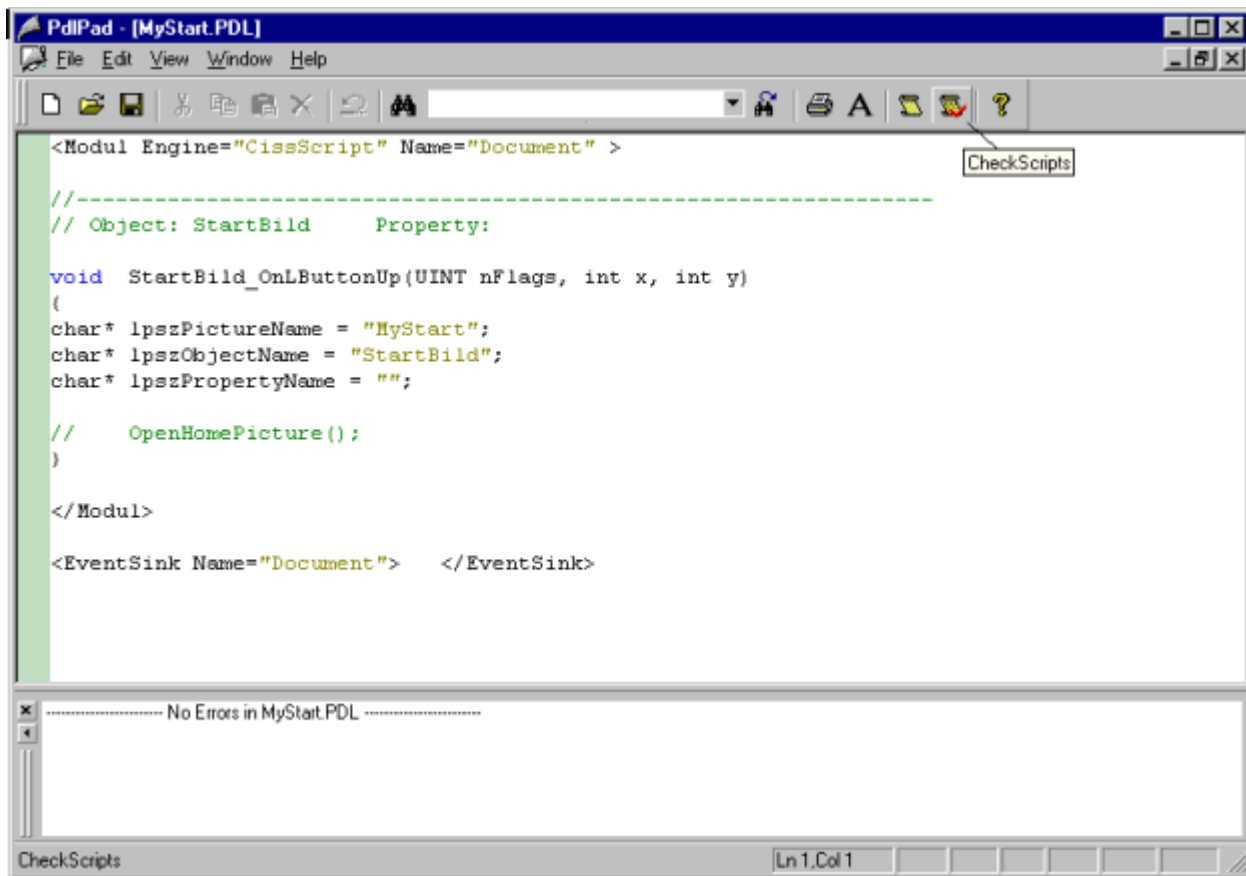 PdlPad - [MyStart.PDL]
File Edit View Window Help
A ?
<Modul Engine="CissScript" Name="Document" >
CheckScripts
//------------------------------------------------------------------
// Object: StartBild     Property:
void  StartBild_OnLButtonUp(UINT nFlags, int x, int y)
{
char* lpszPictureName = "MyStart";
char* lpszObjectName = "StartBild";
char* lpszPropertyName = "";
//     OpenHomePicture();
}
</Modul>
<EventSink Name="Document">   </EventSink>
------------------------- No Errors in MyStart.PDL -------------------------
CheckScripts
Ln 1,Col 1